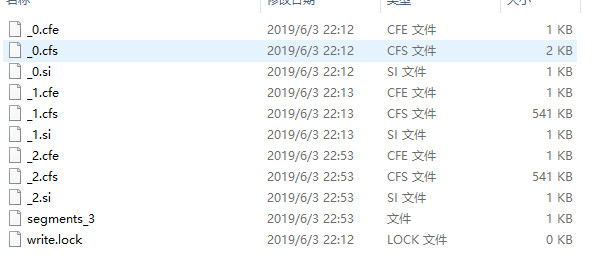 名称 修改日期 类型 大小
_0.cfe 2019/6/3 22:12 CFE 文件 1 KB
_0.cfs 2019/6/3 22:12 CFS 文件 2 KB
_0.si 2019/6/3 22:12 SI 文件 1 KB
_1.cfe 2019/6/3 22:13 CFE 文件 1 KB
_1.cfs 2019/6/3 22:13 CFS 文件 541 KB
_1.si 2019/6/3 22:13 SI 文件 1 KB
_2.cfe 2019/6/3 22:53 CFE 文件 1 KB
_2.cfs 2019/6/3 22:53 CFS 文件 541 KB
_2.si 2019/6/3 22:53 SI 文件 1 KB
segments_3 2019/6/3 22:53 文件 1 KB
write.lock 2019/6/3 22:12 LOCK 文件 0 KB